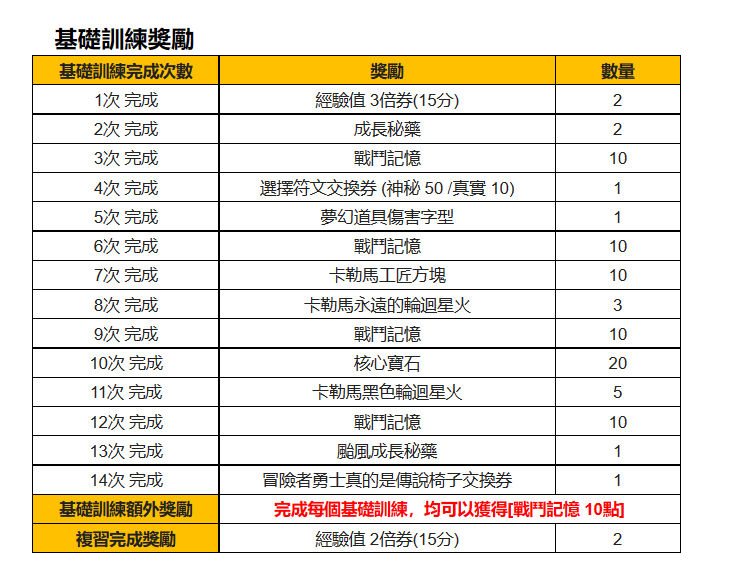 基礎訓練獎勵
基礎訓練完成次數 獎勵 數量
1次 完成 經驗值 3倍券(15分) 2
2次 完成 成長秘藥 2
3次 完成 戰鬥記憶 10
4次 完成 選擇符文交換券 (神秘 50 /真實 10) 1
5次 完成 夢幻道具傷害字型 1
6次 完成 戰鬥記憶 10
7次 完成 卡勒馬工匠方塊 10
8次 完成 卡勒馬永遠的輪迴星火 3
9次 完成 戰鬥記憶 10
10次 完成 核心寶石 20
11次 完成 卡勒馬黑色輪迴星火 5
12次 完成 戰鬥記憶 10
13次 完成 颱風成長秘藥 1
14次 完成 冒險者勇士真的是傳說椅子交換券 1
基礎訓練額外獎勵 完成每個基礎訓練，均可以獲得[戰鬥記憶 10點]
複習完成獎勵 經驗值 2倍券(15分) 2